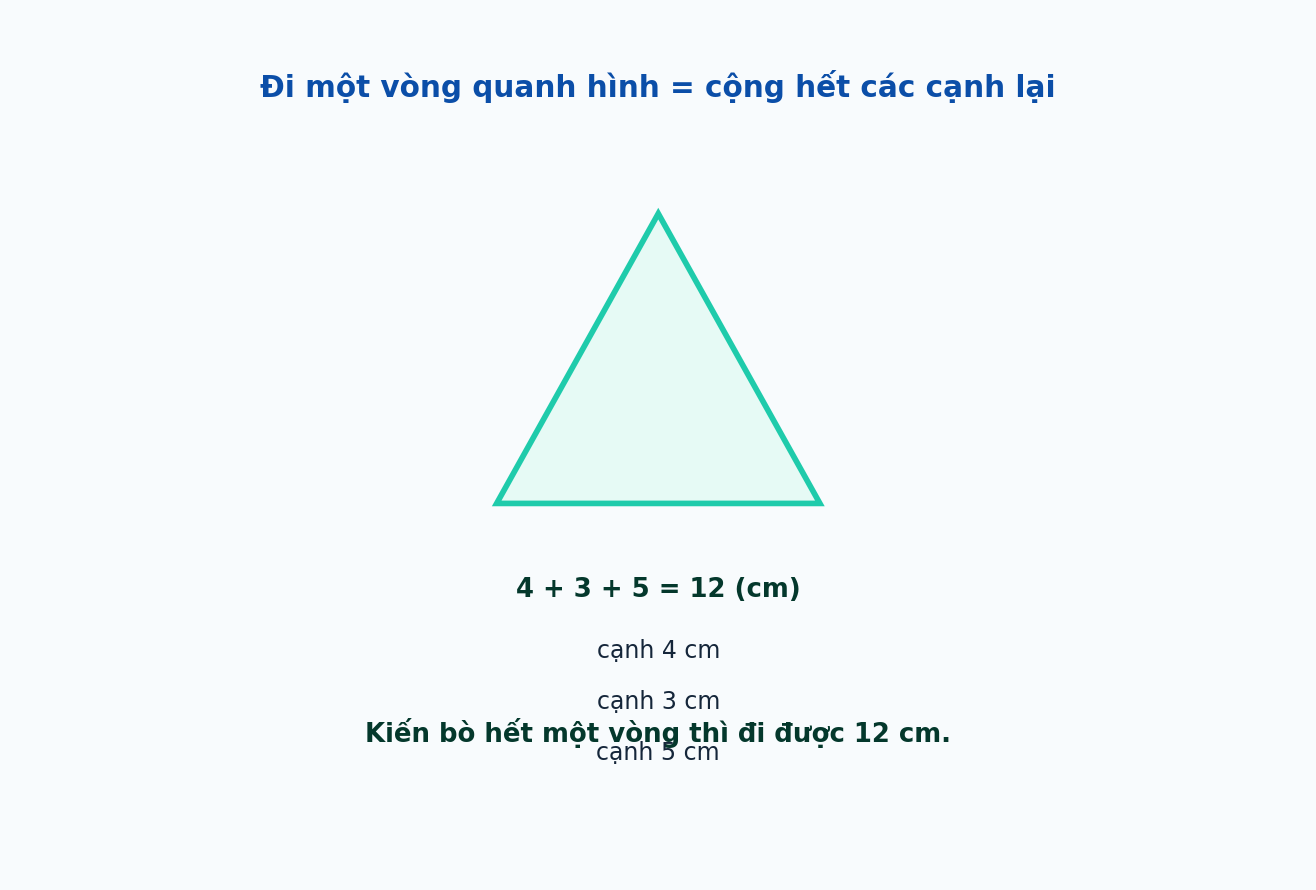 Đi một vòng quanh hình = cộng hết các cạnh lại
4 + 3 + 5 = 12 (cm)
cạnh 4 cm
cạnh 3 cm
Kiến bò hết một vòng thì đi được 12 cm.
cạnh 5 cm